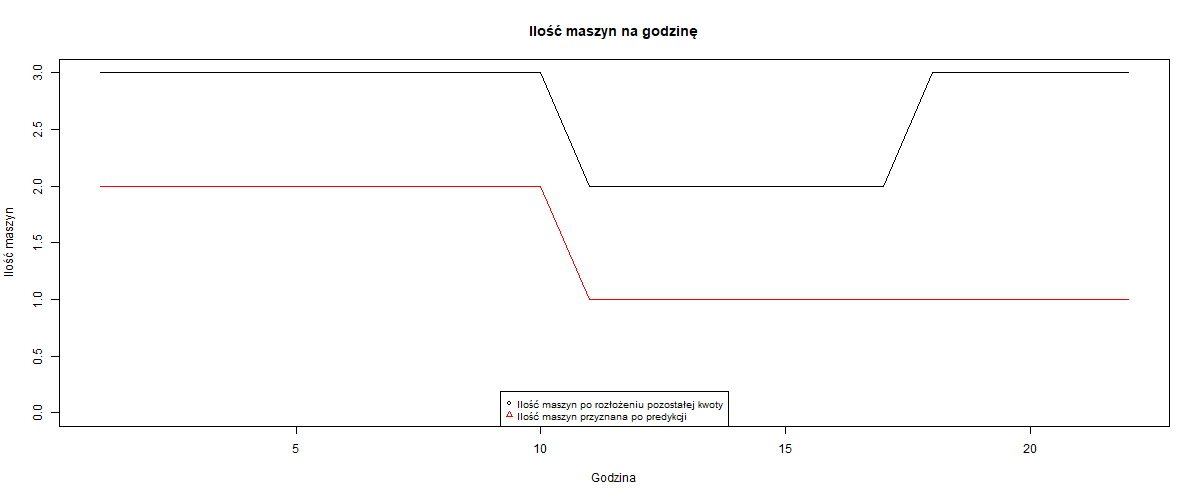 Ilość maszyn na godzinę
Ilość maszyn
3.0
2.5
2.0
1.5
1.0
0.5
0.0
Ilość maszyn po rozłożeniu pozostałej kwoty
Ilość maszyn przyznana po predykcji
5 10 15 20
Godzina